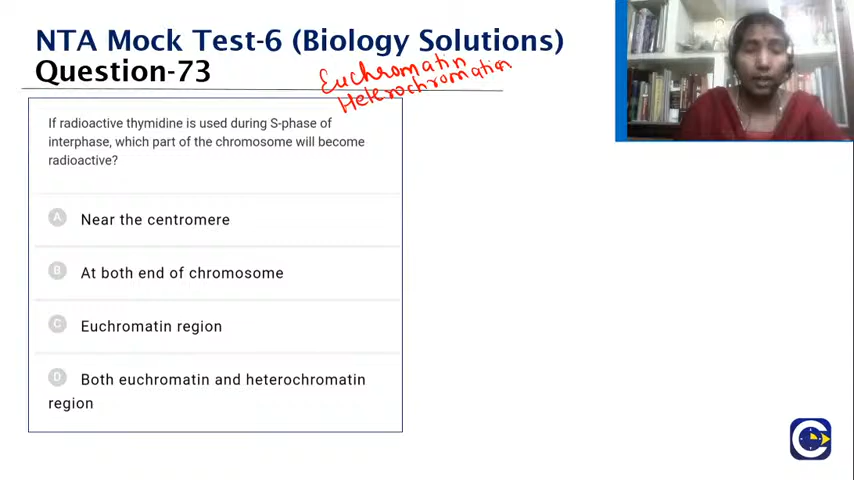 NTA Mock Test-6 (Biology Solutions)
Question-73
Euchromatin
Heterochromation
If radioactive thymidine is used during S-phase of
interphase, which part of the chromosome will become
radioactive?
A Near the centromere
B At both end of chromosome
C Euchromatin region
D Both euchromatin and heterochromatin
region